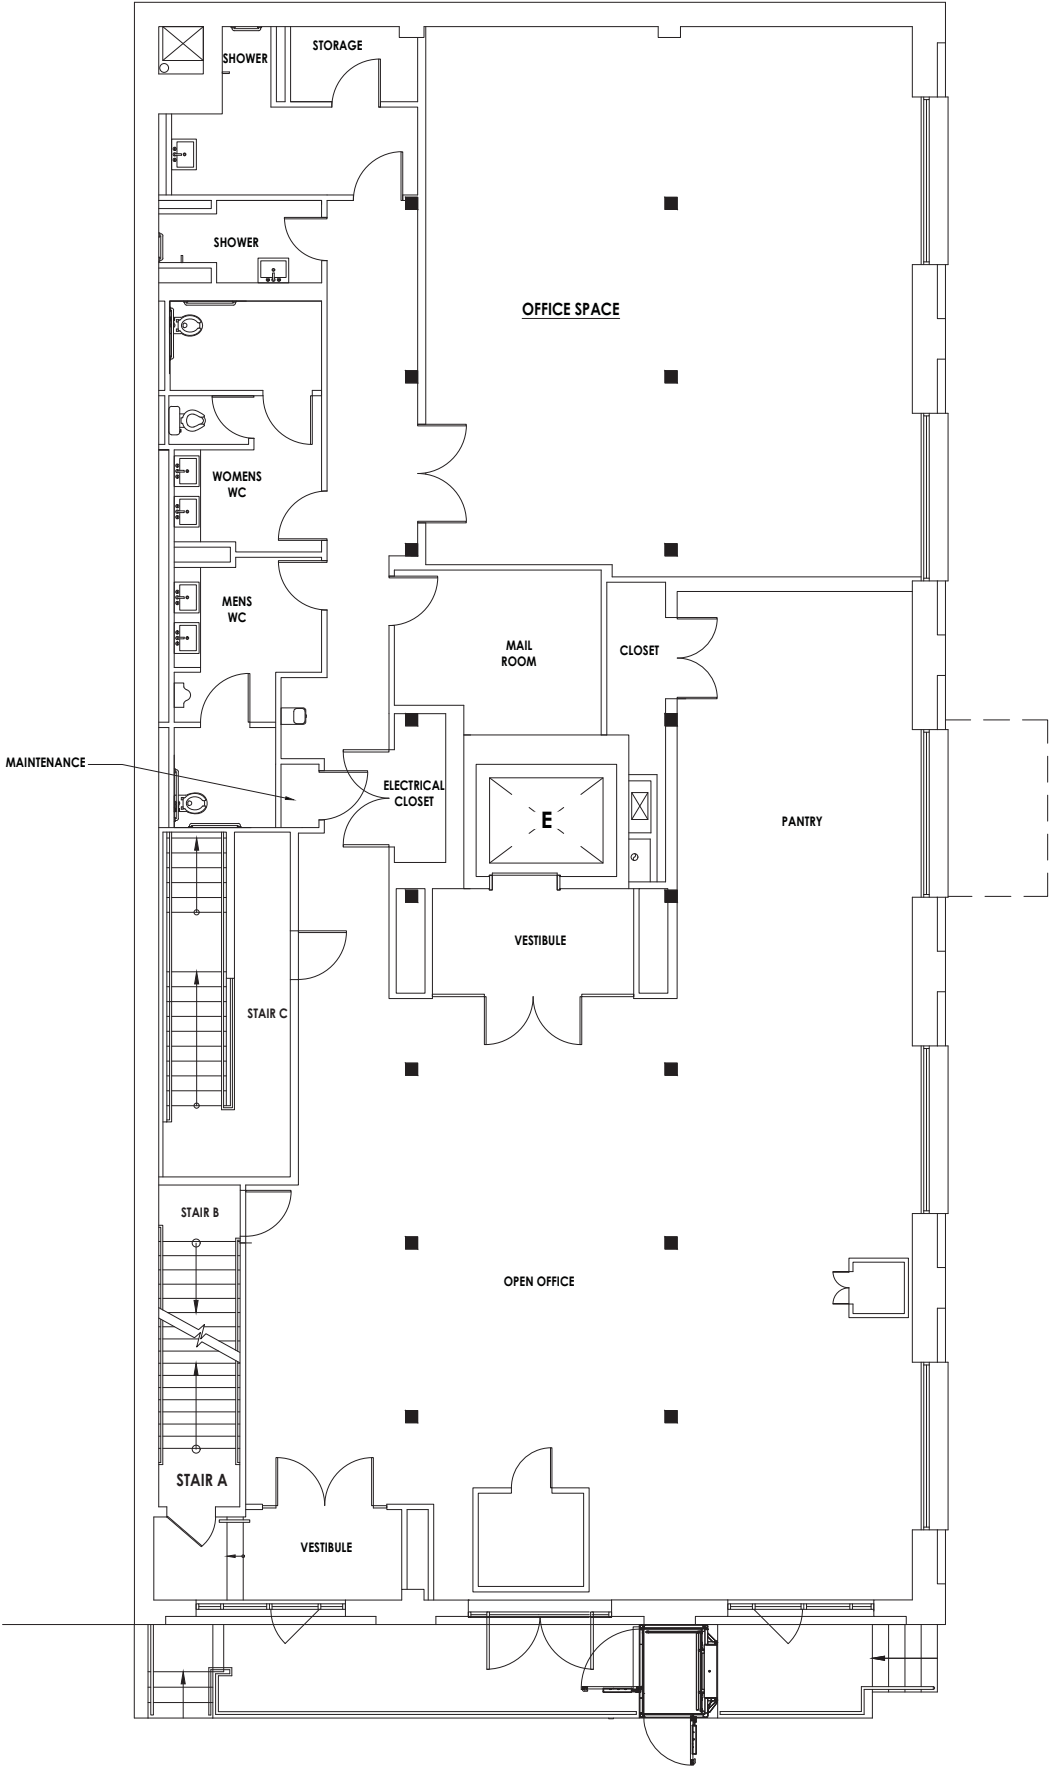 STORAGE
SHOWER
SHOWER
OFFICE SPACE
WOMENS
WC
MENS
WC
MAIL
ROOM
CLOSET
MAINTENANCE
ELECTRICAL
CLOSET
E
PANTRY
VESTIBULE
STAIR C
STAIR B
OPEN OFFICE
STAIR A
VESTIBULE